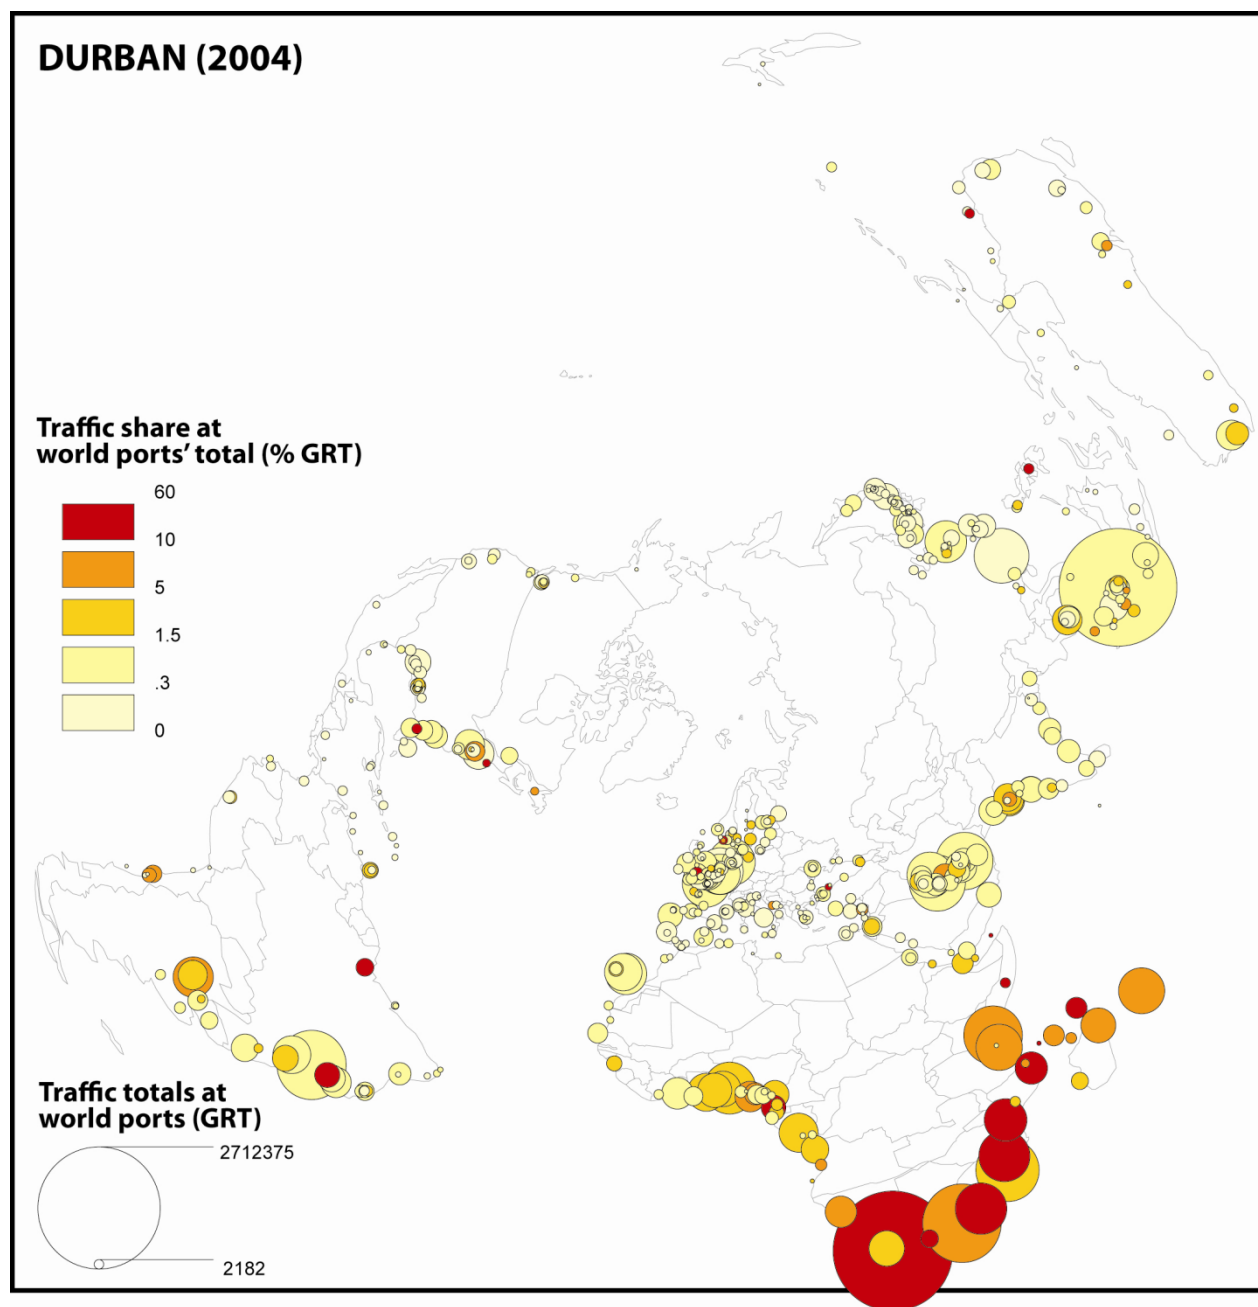 DURBAN (2004)
Traffic share at
world ports' total (% GRT)
60
10
5
1.5
.3
0
Traffic totals at
world ports (GRT)
2712375
2182